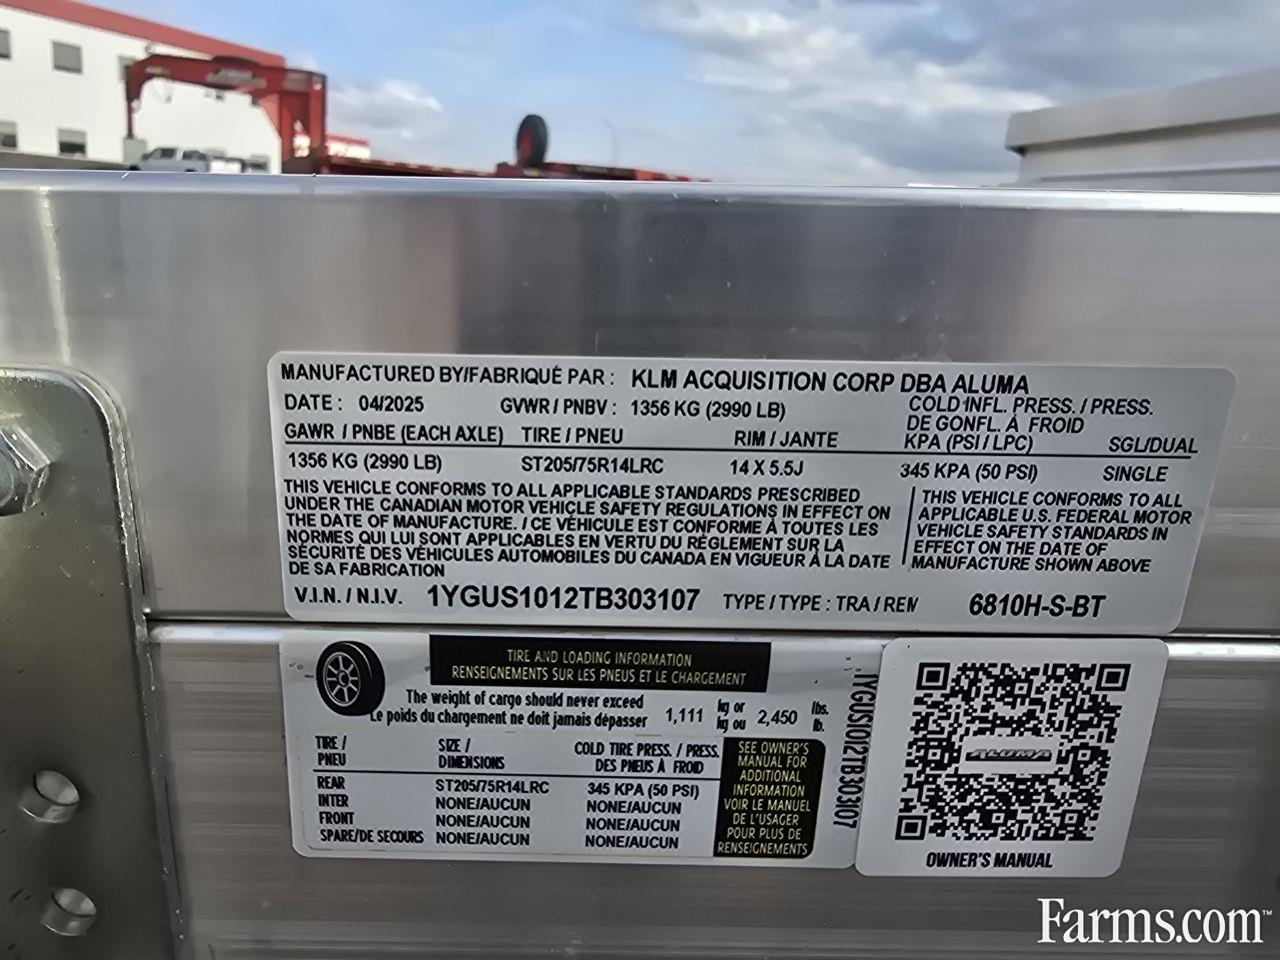 MANUFACTURED BY/FABRIQUÉ PAR : KLM ACQUISITION CORP DBA ALUMA
DATE : 04/2025 GVWR / PNBV : 1356 KG (2990 LB) COLD INFL. PRESS. / PRESS.
DE GONFL. À FROID
GAWR / PNBE (EACH AXLE) TIRE / PNEU RIM / JANTE KPA (PSI / LPC) SGL/DUAL
1356 KG (2990 LB) ST205/75R14LRC 14 X 5.5J 345 KPA (50 PSI) SINGLE
THIS VEHICLE CONFORMS TO ALL APPLICABLE STANDARDS PRESCRIBED
UNDER THE CANADIAN MOTOR VEHICLE SAFETY REGULATIONS IN EFFECT ON
THE DATE OF MANUFACTURE. / CE VÉHICULE EST CONFORME À TOUTES LES
NORMES QUI LUI SONT APPLICABLES EN VERTU DU RÈGLEMENT SUR LA
SÉCURITÉ DES VÉHICULES AUTOMOBILES DU CANADA EN VIGUEUR À LA DATE
DE SA FABRICATION
THIS VEHICLE CONFORMS TO ALL
APPLICABLE U.S. FEDERAL MOTOR
VEHICLE SAFETY STANDARDS IN
EFFECT ON THE DATE OF
MANUFACTURE SHOWN ABOVE
V.I.N. / N.I.V. 1YGUS1012TB303107 TYPE / TYPE : TRA / REM 6810H-S-BT
TIRE AND LOADING INFORMATION
RENSEIGNEMENTS SUR LES PNEUS ET LE CHARGEMENT
The weight of cargo should never exceed
Le poids du chargement ne doit jamais dépasser
1,111 kg or
kg ou 2,450 lbs.
lb.
TIRE /
PNEU
SIZE /
DIMENSIONS
COLD TIRE PRESS. / PRESS.
DES PNEUS À FROID
REAR ST205/75R14LRC 345 KPA (50 PSI)
INTER NONE/AUCUN NONE/AUCUN
FRONT NONE/AUCUN NONE/AUCUN
SPARE/DE SECOURS NONE/AUCUN NONE/AUCUN
SEE OWNER'S
MANUAL FOR
ADDITIONAL
INFORMATION
VOIR LE MANUEL
DE L'USAGER
POUR PLUS DE
RENSEIGNEMENTS
1YGUS1012TB303107
ALUMA
OWNER'S MANUAL
Farms.com™